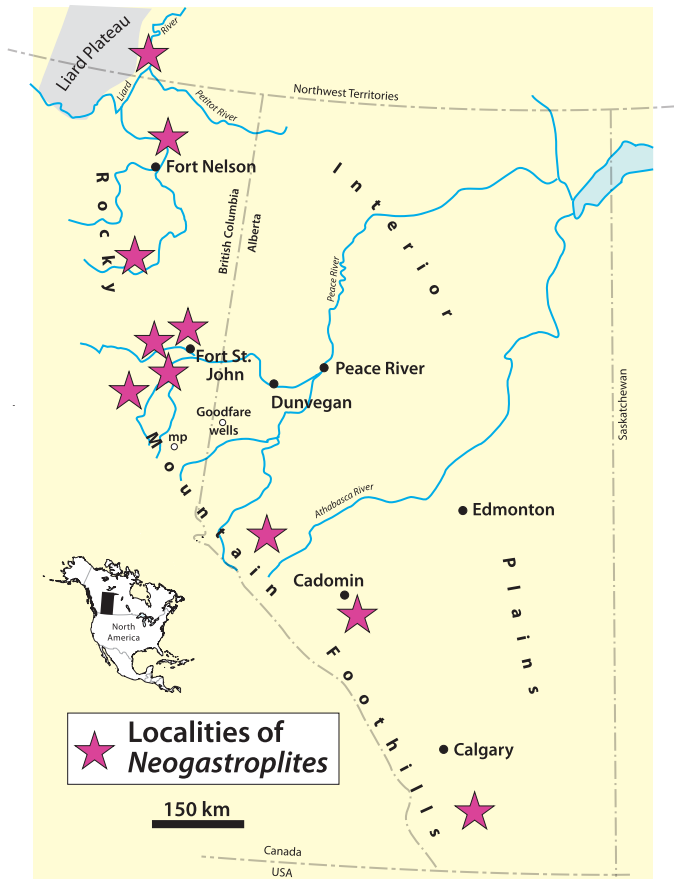 Liard Plateau
River
Liard
Petitot River
Northwest Territories
Fort Nelson
Rocky
British Columbia
Alberta
Interior
Peace River
Fort St.
John
Peace River
Dunvegan
Goodfare
wells
mp
Mountain
Saskatchewan
Athabasca River
Edmonton
Cadomin
Plains
North
America
Foothills
Localities of
Neogastroplites
Calgary
150 km
Canada
USA